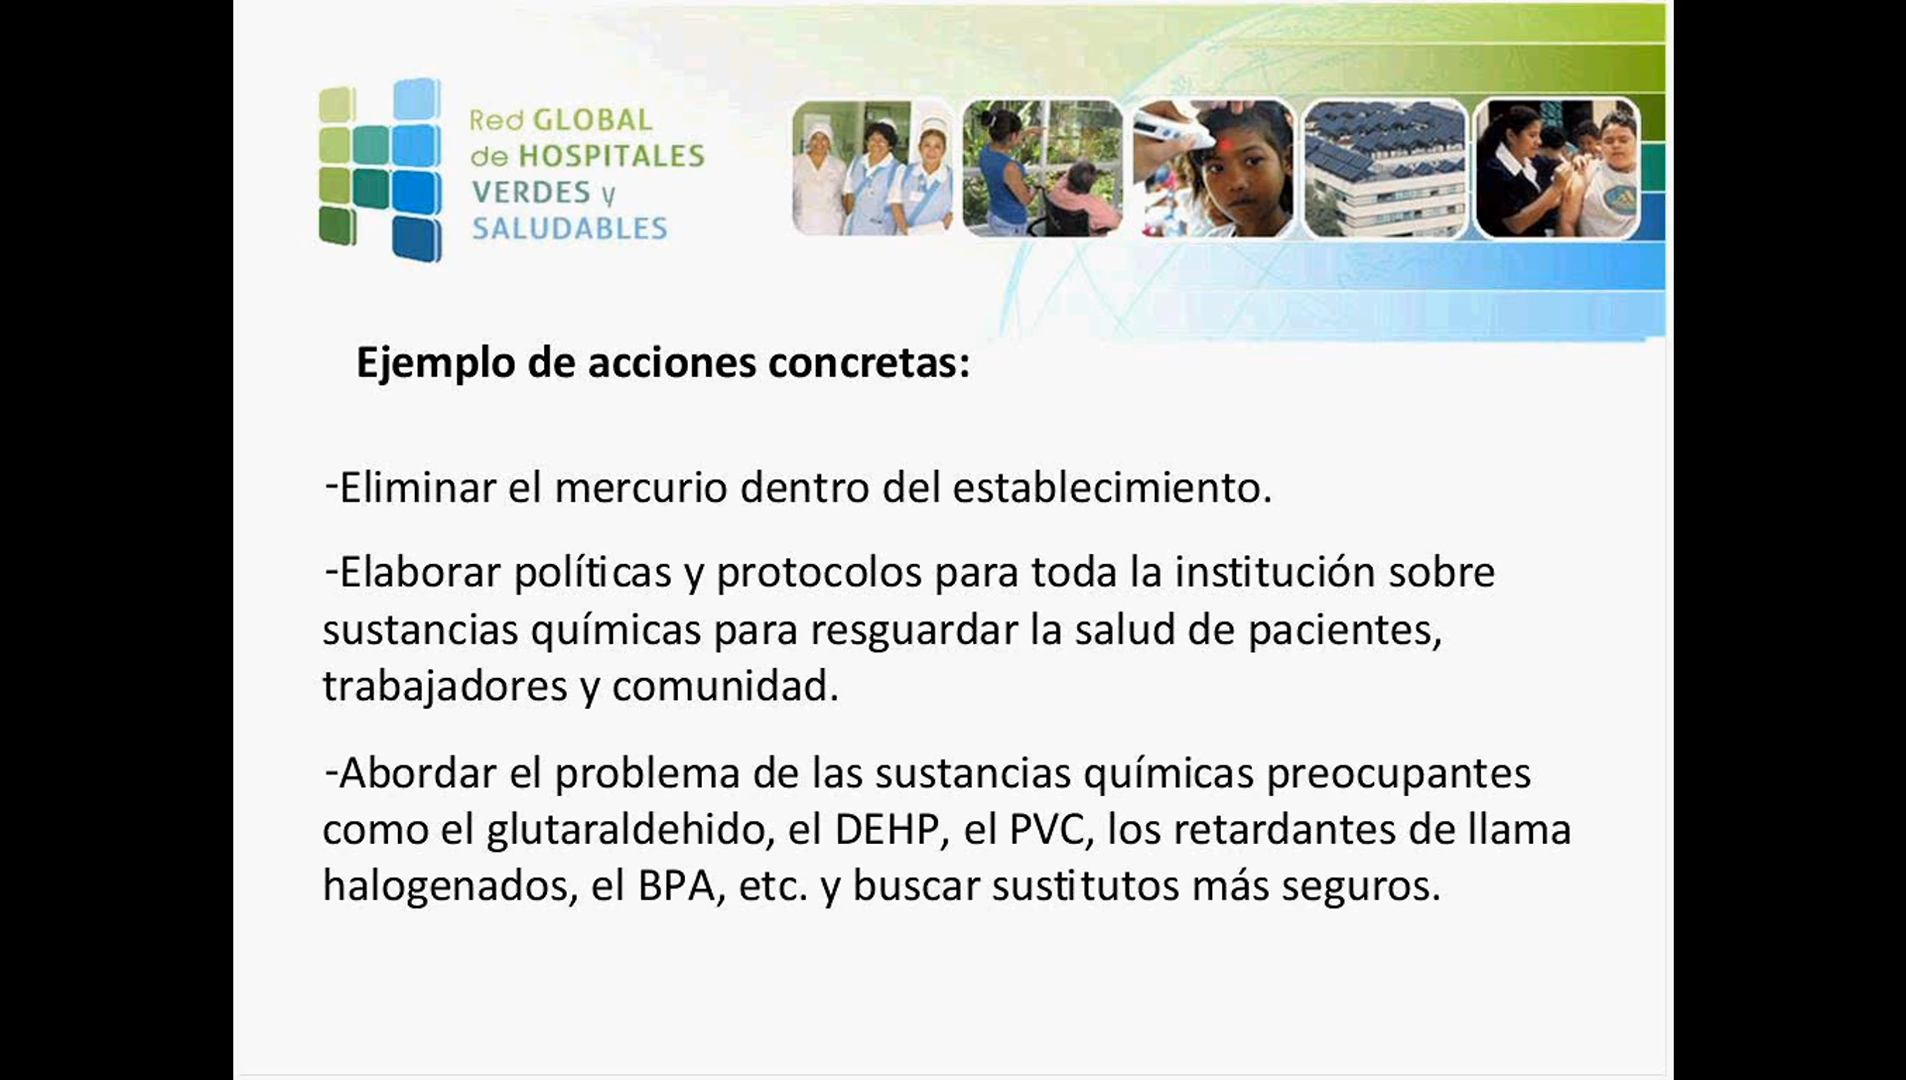 Red GLOBAL
de HOSPITALES
VERDES y
SALUDABLES
Ejemplo de acciones concretas:
-Eliminar el mercurio dentro del establecimiento.
-Elaborar políticas y protocolos para toda la institución sobre
sustancias químicas para resguardar la salud de pacientes,
trabajadores y comunidad.
-Abordar el problema de las sustancias químicas preocupantes
como el glutaraldehido, el DEHP, el PVC, los retardantes de llama
halogenados, el BPA, etc. y buscar sustitutos más seguros.